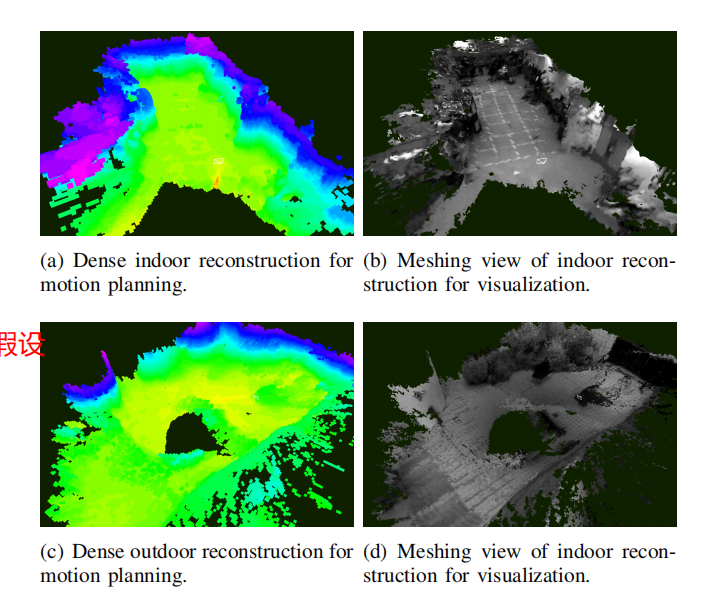 (a) Dense indoor reconstruction for
motion planning.
(b) Meshing view of indoor recon-
struction for visualization.
假设
(c) Dense outdoor reconstruction for
motion planning.
(d) Meshing view of indoor recon-
struction for visualization.